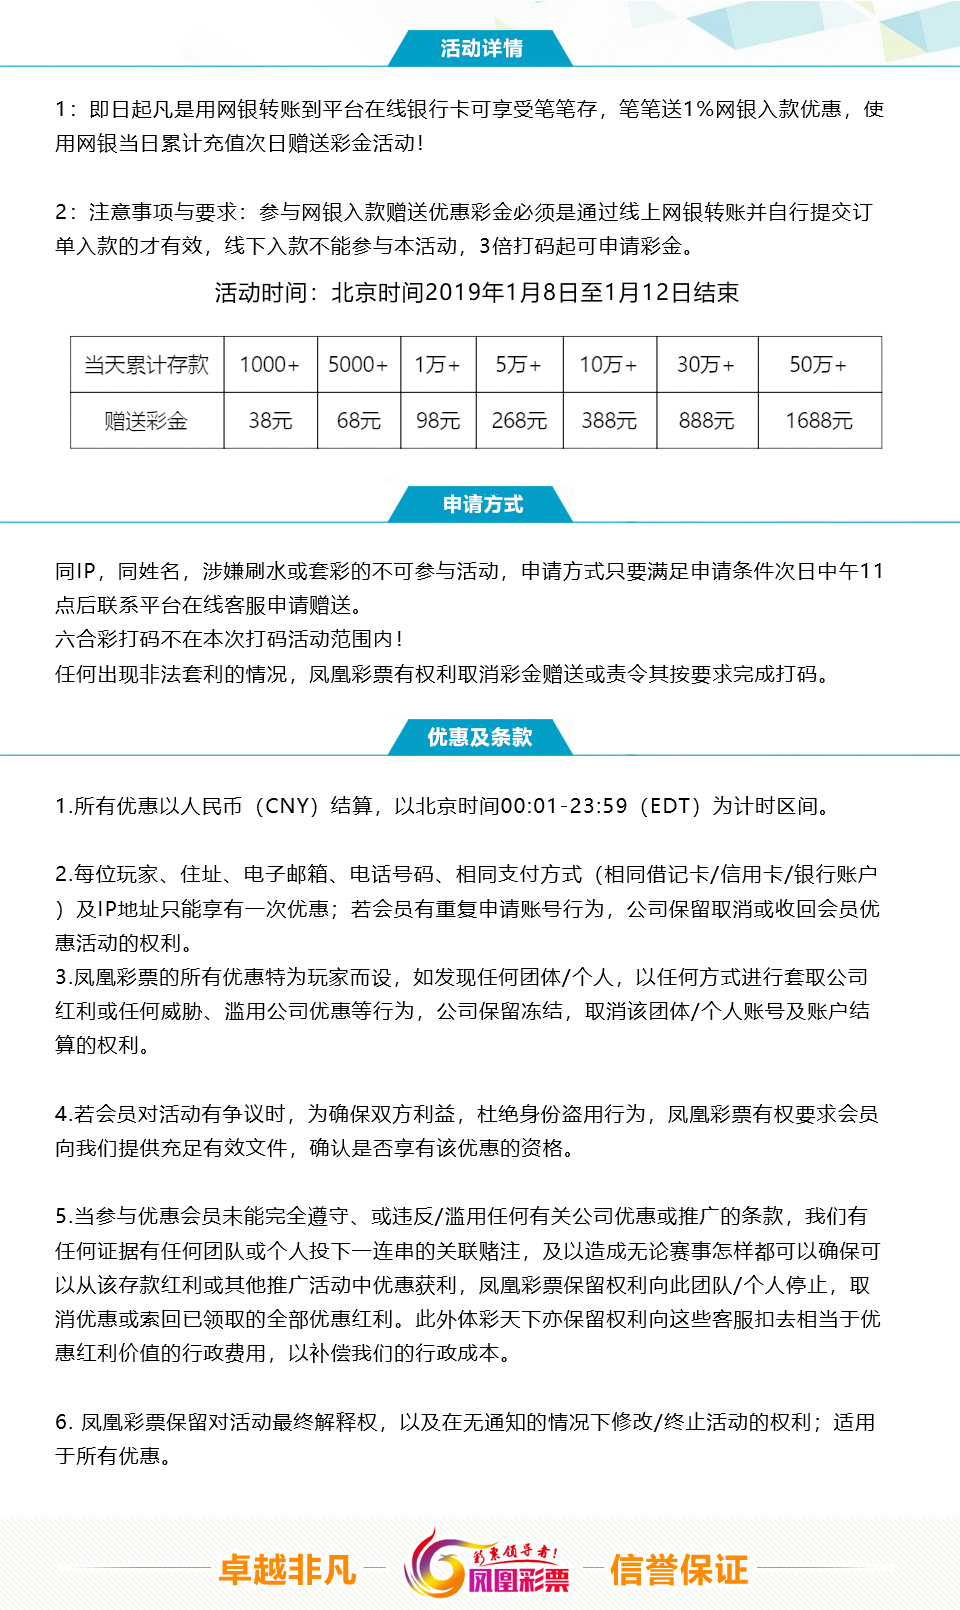 活动详情
1：即日起凡是用网银转账到平台在线银行卡可享受笔笔存，笔笔送1%网银入款优惠，使
用网银当日累计充值次日赠送彩金活动！
2：注意事项与要求：参与网银入款赠送优惠彩金必须是通过线上网银转账并自行提交订
单入款的才有效，线下入款不能参与本活动，3倍打码起可申请彩金。
活动时间：北京时间2019年1月8日至1月12日结束
当天累计存款 1000+ 5000+ 1万+ 5万+ 10万+ 30万+ 50万+
赠送彩金 38元 68元 98元 268元 388元 888元 1688元
申请方式
同IP，同姓名，涉嫌刷水或套彩的不可参与活动，申请方式只要满足申请条件次日中午11
点后联系平台在线客服申请赠送。
六合彩打码不在本次打码活动范围内！
任何出现非法套利的情况，凤凰彩票有权利取消彩金赠送或责令其按要求完成打码。
优惠及条款
1.所有优惠以人民币（CNY）结算，以北京时间00:01-23:59（EDT）为计时区间。
2.每位玩家、住址、电子邮箱、电话号码、相同支付方式（相同借记卡/信用卡/银行账户
）及IP地址只能享有一次优惠；若会员有重复申请账号行为，公司保留取消或收回会员优
惠活动的权利。
3.凤凰彩票的所有优惠特为玩家而设，如发现任何团体/个人，以任何方式进行套取公司
红利或任何威胁、滥用公司优惠等行为，公司保留冻结，取消该团体/个人账号及账户结
算的权利。
4.若会员对活动有争议时，为确保双方利益，杜绝身份盗用行为，凤凰彩票有权要求会员
向我们提供充足有效文件，确认是否享有该优惠的资格。
5.当参与优惠会员未能完全遵守、或违反/滥用任何有关公司优惠或推广的条款，我们有
任何证据有任何团队或个人投下一连串的关联赌注，及以造成无论赛事怎样都可以确保可
以从该存款红利或其他推广活动中优惠获利，凤凰彩票保留权利向此团队/个人停止，取
消优惠或索回已领取的全部优惠红利。此外体彩天下亦保留权利向这些客服扣去相当于优
惠红利价值的行政费用，以补偿我们的行政成本。
6. 凤凰彩票保留对活动最终解释权，以及在无通知的情况下修改/终止活动的权利；适用
于所有优惠。
卓越非凡
彩票领导者！
凤凰彩票
信誉保证